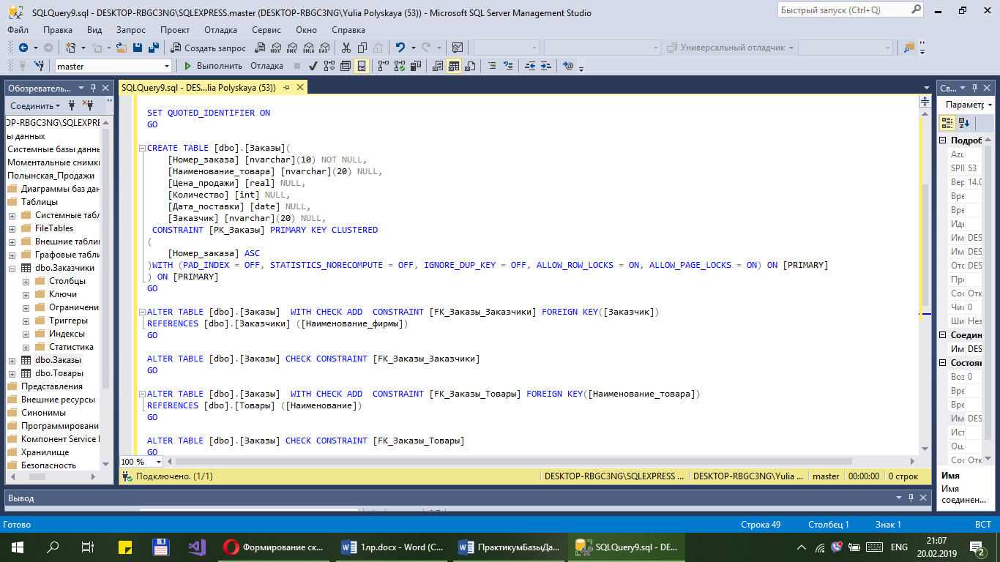 SQLQuery9.sql - DESKTOP-RBGC3NG\SQLEXPRESS.master (DESKTOP-RBGC3NG\Yulia Polyskaya (53)) - Microsoft SQL Server Management Studio
Быстрый запуск (Ctrl+Q)
Файл Правка Вид Запрос Проект Отладка Сервис Окно Справка
Создать запрос MDX DMX XMLA DAX Универсальный отладчик
master Выполнить Отладка
Обозреватель...
Соединить
OP-RBGC3NG\SQLEXPRE
ы данных
Системные базы даннь
Моментальные снимки
Полынская_Продажи
Диаграммы баз дан
Таблицы
Системные табл
FileTables
Внешние таблиц
Графовые табли
dbo.Заказчики
Столбцы
Ключи
Ограничени
Триггеры
Индексы
Статистика
dbo.Заказы
dbo.Товары
Представления
Внешние ресурсы
Синонимы
Программировани
Компонент Service I
Хранилище
Безопасность
SQLQuery9.sql - DES...lia Polyskaya (53))
SET QUOTED_IDENTIFIER ON
GO
CREATE TABLE [dbo].[Заказы](
[Номер_заказа] [nvarchar](10) NOT NULL,
[Наименование_товара] [nvarchar](20) NULL,
[Цена_продажи] [real] NULL,
[Количество] [int] NULL,
[Дата_поставки] [date] NULL,
[Заказчик] [nvarchar](20) NULL,
CONSTRAINT [PK_Заказы] PRIMARY KEY CLUSTERED
(
[Номер_заказа] ASC
)WITH (PAD_INDEX = OFF, STATISTICS_NORECOMPUTE = OFF, IGNORE_DUP_KEY = OFF, ALLOW_ROW_LOCKS = ON, ALLOW_PAGE_LOCKS = ON) ON [PRIMARY]
) ON [PRIMARY]
GO
ALTER TABLE [dbo].[Заказы]  WITH CHECK ADD  CONSTRAINT [FK_Заказы_Заказчики] FOREIGN KEY([Заказчик])
REFERENCES [dbo].[Заказчики] ([Наименование_фирмы])
GO
ALTER TABLE [dbo].[Заказы] CHECK CONSTRAINT [FK_Заказы_Заказчики]
GO
ALTER TABLE [dbo].[Заказы]  WITH CHECK ADD  CONSTRAINT [FK_Заказы_Товары] FOREIGN KEY([Наименование_товара])
REFERENCES [dbo].[Товары] ([Наименование])
GO
ALTER TABLE [dbo].[Заказы] CHECK CONSTRAINT [FK_Заказы_Товары]
GO
100 %
Подключено. (1/1) DESKTOP-RBGC3NG\SQLEXPRESS ... DESKTOP-RBGC3NG\Yulia ... master 00:00:00 0 строк
Св...
Параметр
Подроб
Azu
SPII 53
Вер 14.0
Вре
Вре
Иде
Им DES
Им DES
Отс DES
Про
Сос Отк
Чис 0
Ши Нез
Соедин
Им DES
Состоян
Воз 0
Вре
Вре
Им DES
Ист
Ош
Сос Отк
Имя
Имя
соединен...
Вывод
Готово Строка 49 Столбец 1 Знак 1 ВСТ
Формирование ск... 1лр.docx - Word (С... ПрактикумБазыДа... SQLQuery9.sql - DE... ENG 21:07
20.02.2019 2